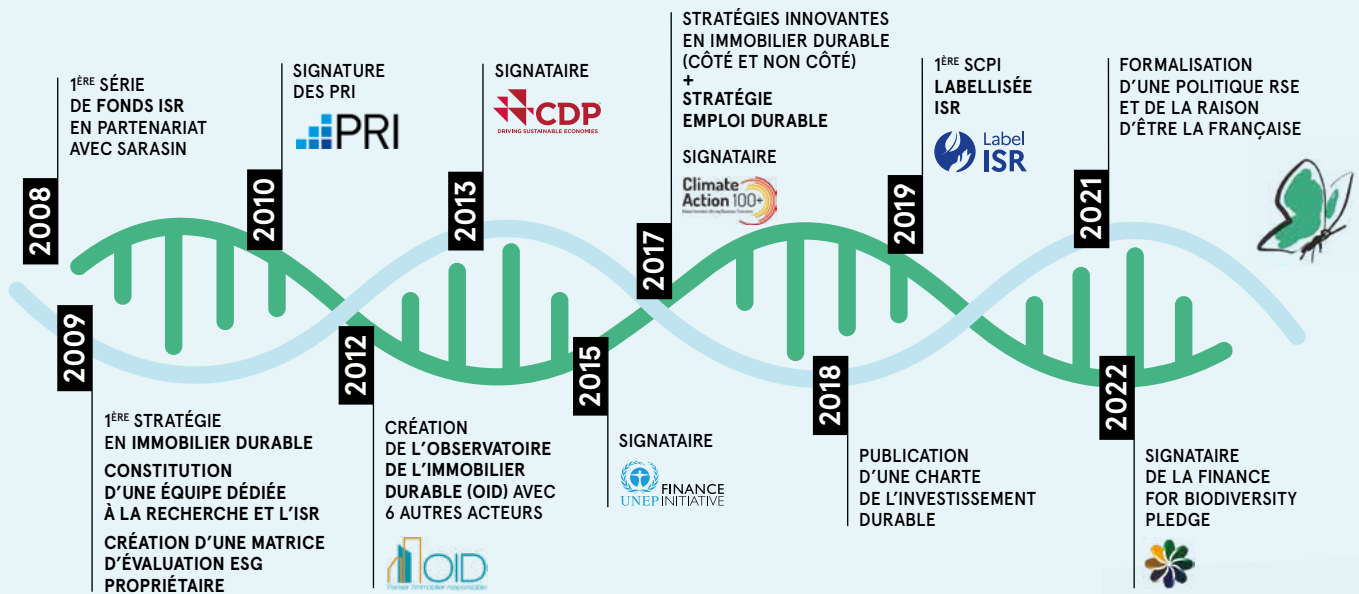 2008
1ÈRE SÉRIE
DE FONDS ISR
EN PARTENARIAT
AVEC SARASIN
2009
1ÈRE STRATÉGIE
EN IMMOBILIER DURABLE
CONSTITUTION
D'UNE ÉQUIPE DÉDIÉE
À LA RECHERCHE ET L'ISR
CRÉATION D'UNE MATRICE
D'ÉVALUATION ESG
PROPRIÉTAIRE
2010
SIGNATURE
DES PRI
PRI
2012
CRÉATION
DE L'OBSERVATOIRE
DE L'IMMOBILIER
DURABLE (OID) AVEC
6 AUTRES ACTEURS
OID
2013
SIGNATAIRE
CDP
DRIVING SUSTAINABLE ECONOMIES
2015
SIGNATAIRE
UNEP FINANCE
INITIATIVE
2017
STRATÉGIES INNOVANTES
EN IMMOBILIER DURABLE
(CÔTÉ ET NON CÔTÉ)
+
STRATÉGIE
EMPLOI DURABLE
SIGNATAIRE
Climate
Action 100+
2018
PUBLICATION
D'UNE CHARTE
DE L'INVESTISSEMENT
DURABLE
2019
1ÈRE SCPI
LABELLISÉE
ISR
Label
ISR
2021
FORMALISATION
D'UNE POLITIQUE RSE
ET DE LA RAISON
D'ÊTRE LA FRANÇAISE
2022
SIGNATAIRE
DE LA FINANCE
FOR BIODIVERSITY
PLEDGE